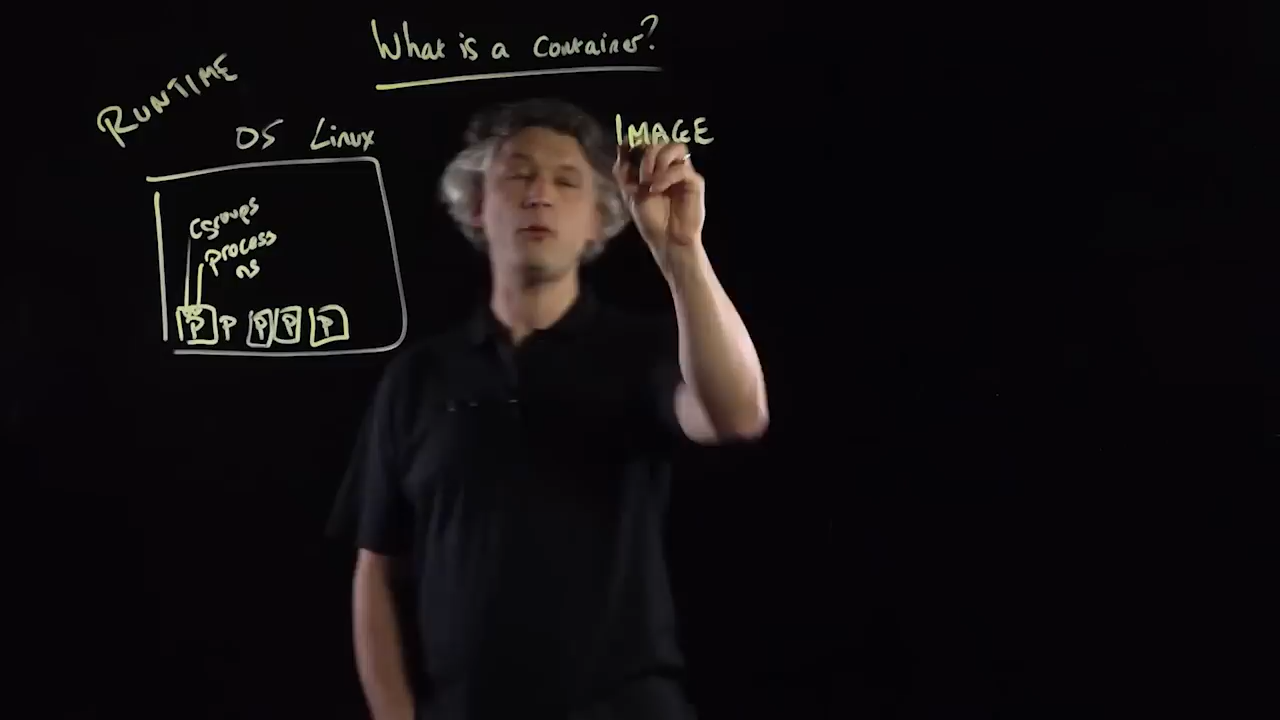 What is a container?
RUNTIME
OS Linux
IMAGE
cgroups
process
ns
P P P P P